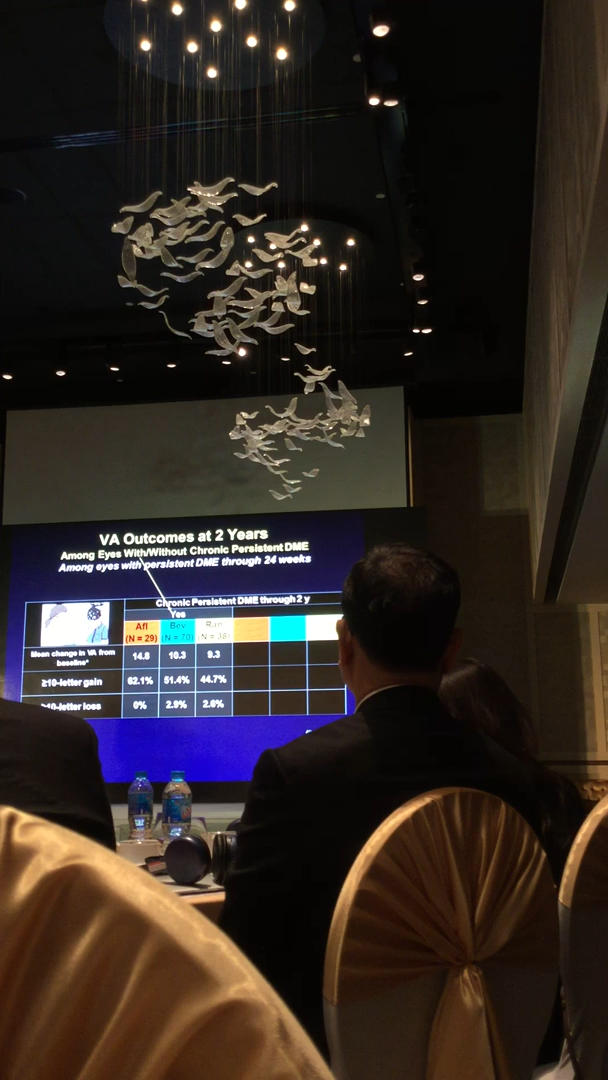 VA Outcomes at 2 Years
Among Eyes With/Without Chronic Persistent DME
Among eyes with persistent DME through 24 weeks
Chronic Persistent DME through 2 y
Yes
Afl Bev Ran
(N = 29) (N = 70) (N = 38)
Mean change in VA from
baseline* 14.8 10.3 9.3
≥10-letter gain 62.1% 51.4% 44.7%
≥10-letter loss 0% 2.9% 2.6%